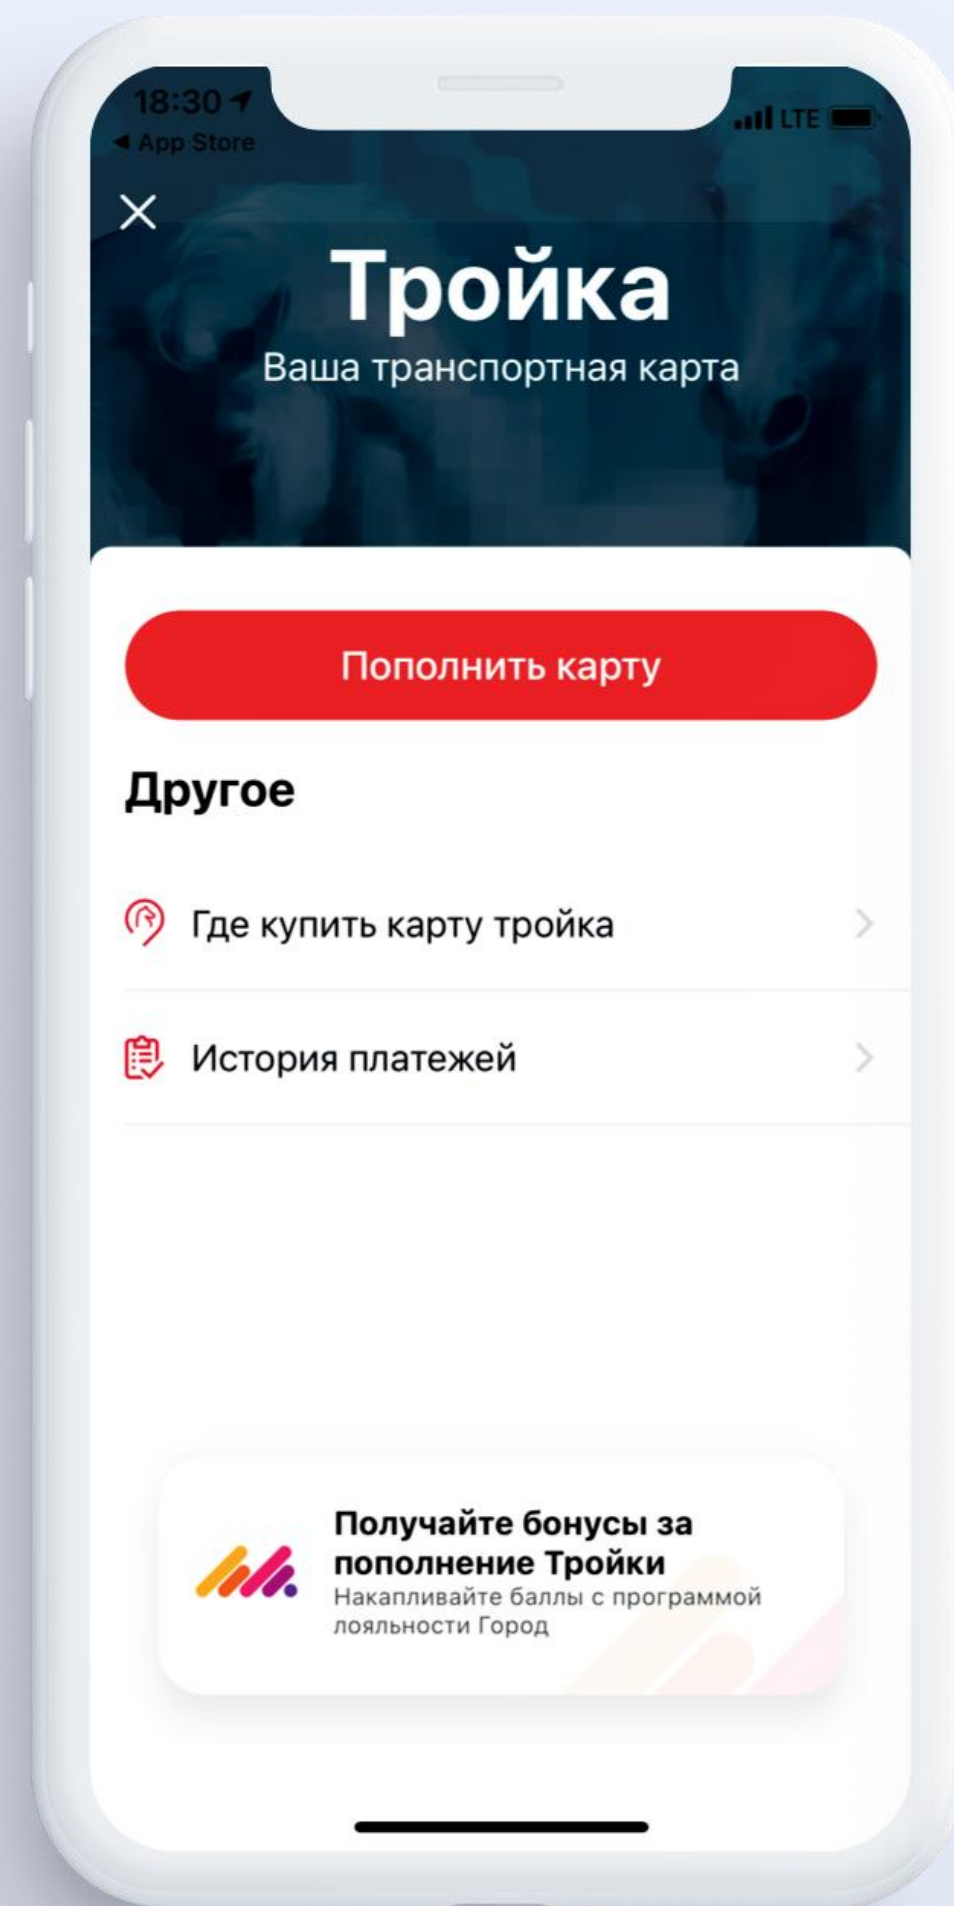 18:30
◀ App Store
LTE
Тройка
Ваша транспортная карта
Пополнить карту
Другое
Где купить карту тройка
История платежей
Получайте бонусы за
пополнение Тройки
Накапливайте баллы с программой
лояльности Город